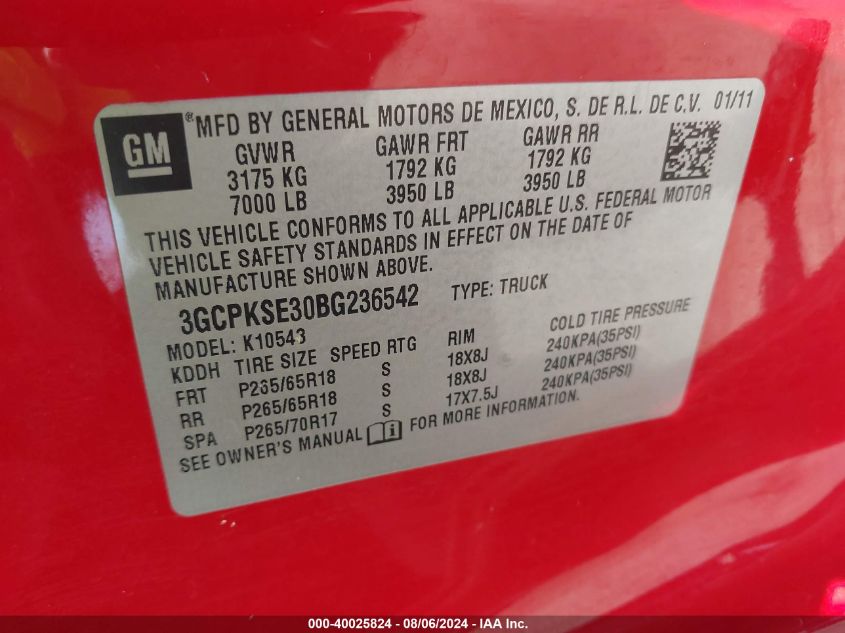 GM
®MFD BY GENERAL MOTORS DE MEXICO, S. DE R.L. DE C.V. 01/11
GVWR GAWR FRT GAWR RR
3175 KG 1792 KG 1792 KG
7000 LB 3950 LB 3950 LB
THIS VEHICLE CONFORMS TO ALL APPLICABLE U.S. FEDERAL MOTOR
VEHICLE SAFETY STANDARDS IN EFFECT ON THE DATE OF
MANUFACTURE SHOWN ABOVE.
3GCPKSE30BG236542 TYPE: TRUCK
MODEL: K10543
KDDH TIRE SIZE SPEED RTG RIM COLD TIRE PRESSURE
FRT P265/65R18 S 18X8J 240KPA(35PSI)
RR P265/65R18 S 18X8J 240KPA(35PSI)
SPA P265/70R17 S 17X7.5J 240KPA(35PSI)
SEE OWNER'S MANUAL FOR MORE INFORMATION.
000-40025824 - 08/06/2024 - IAA Inc.